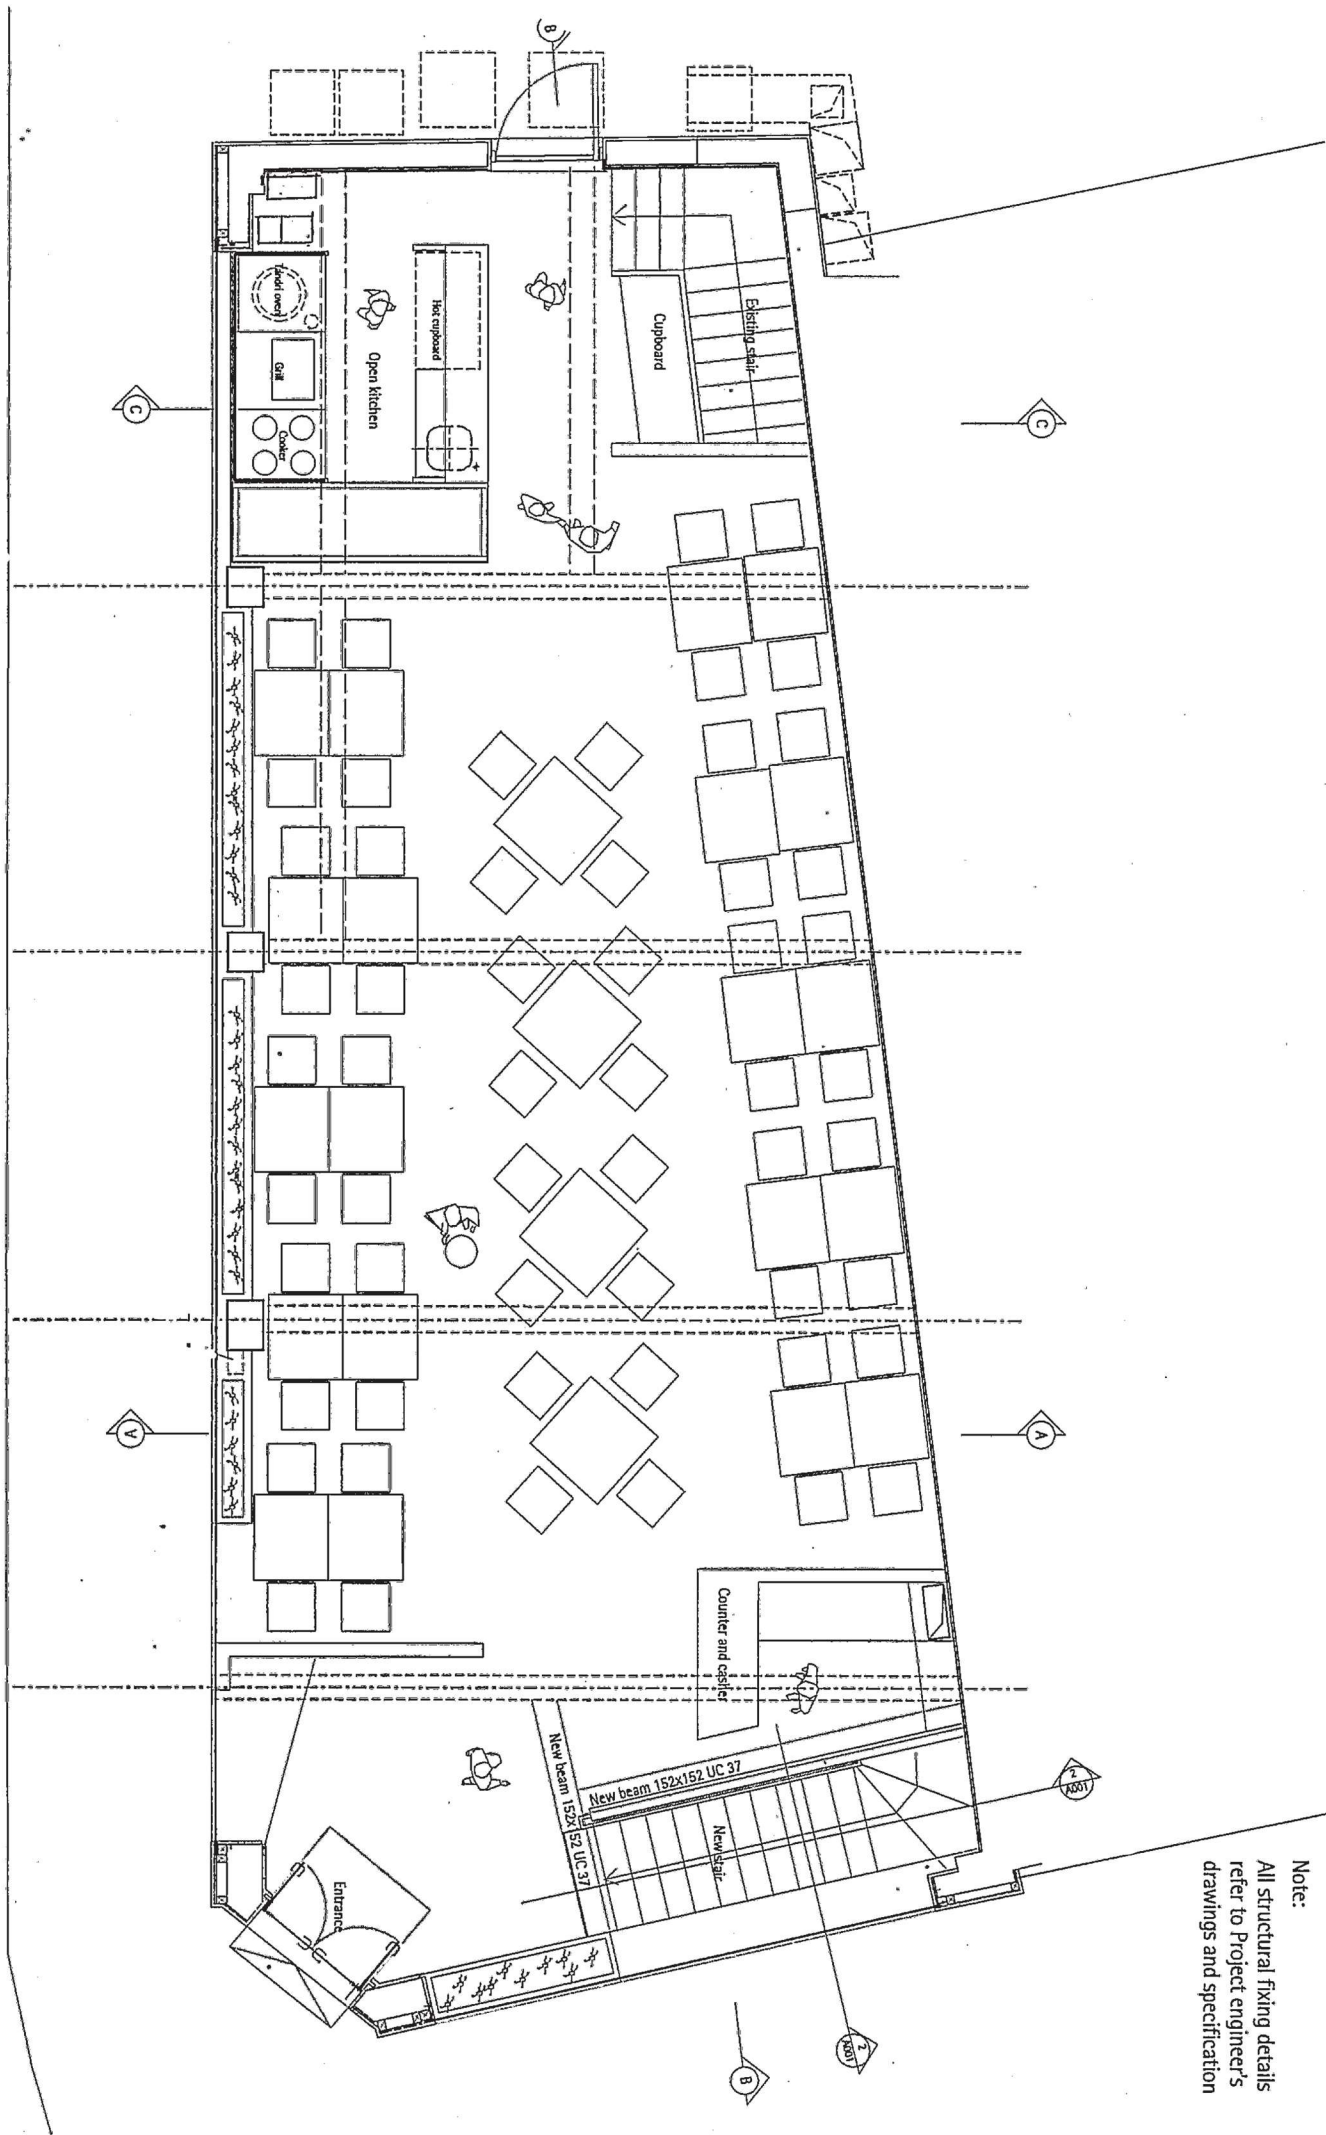 Note:
All structural fixing details
refer to Project engineer's
drawings and specification
B
Existing stair
Cupboard
Hot cupboard
Open kitchen
Tandri oven
Grill
Cooker
C
C
A
A
Counter and casher
New beam 152x152 UC 37
New beam 152x152 UC 37
New stair
Entrance
2
A001
2
A001
B